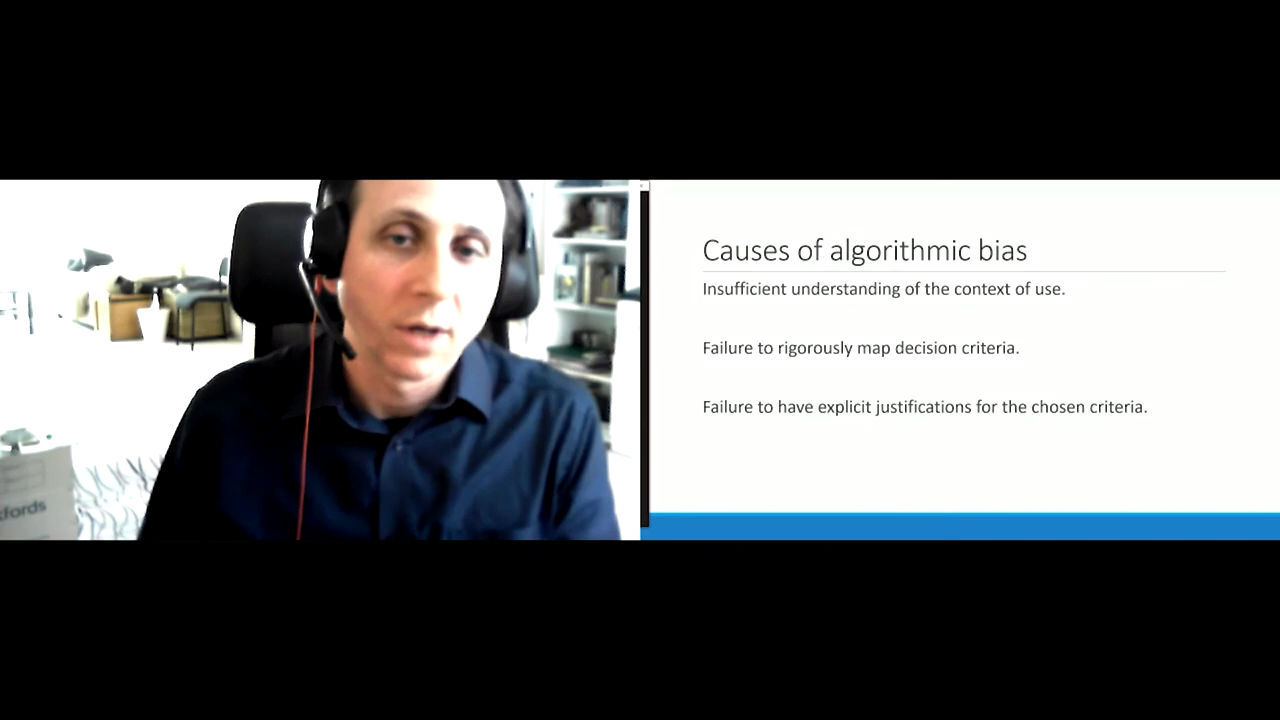 Causes of algorithmic bias
Insufficient understanding of the context of use.
Failure to rigorously map decision criteria.
Failure to have explicit justifications for the chosen criteria.